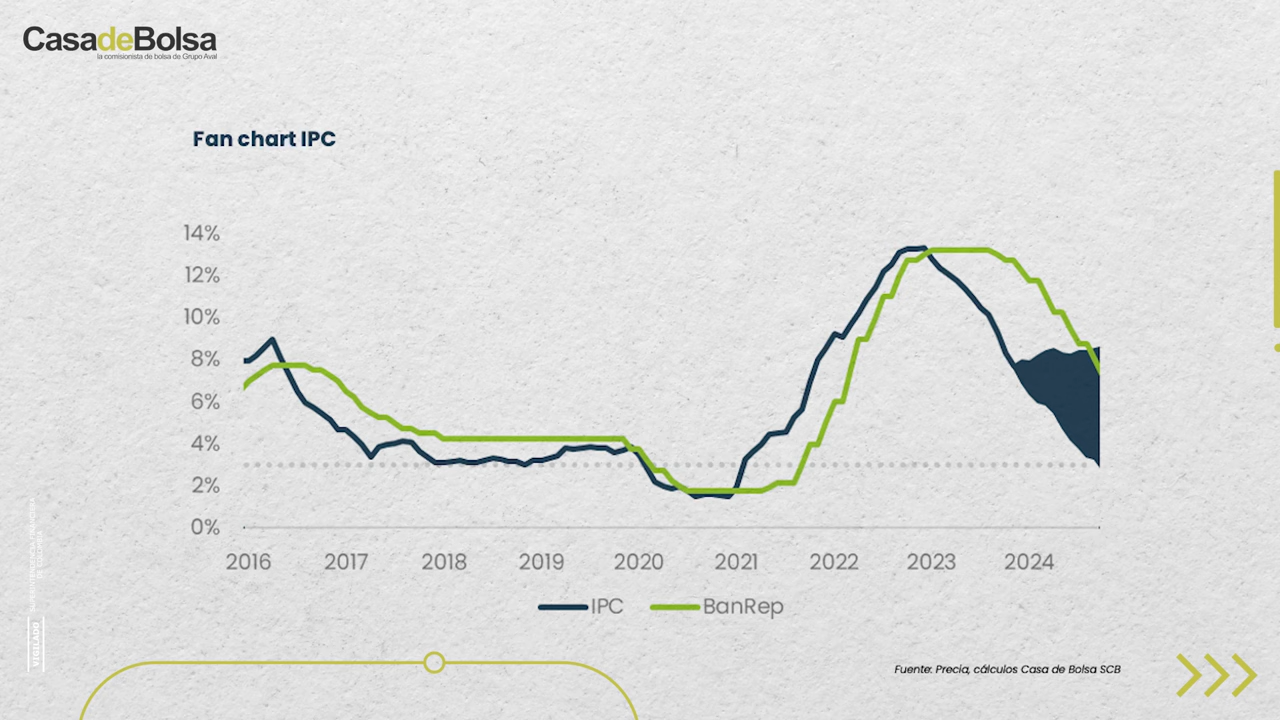 CasadeBolsa
la comisionista de bolsa de Grupo Aval
Fan chart IPC
14%
12%
10%
8%
6%
4%
2%
0%
2016 2017 2018 2019 2020 2021 2022 2023 2024
IPC BanRep
VIGILADO
Fuente: Precia, cálculos Casa de Bolsa SCB